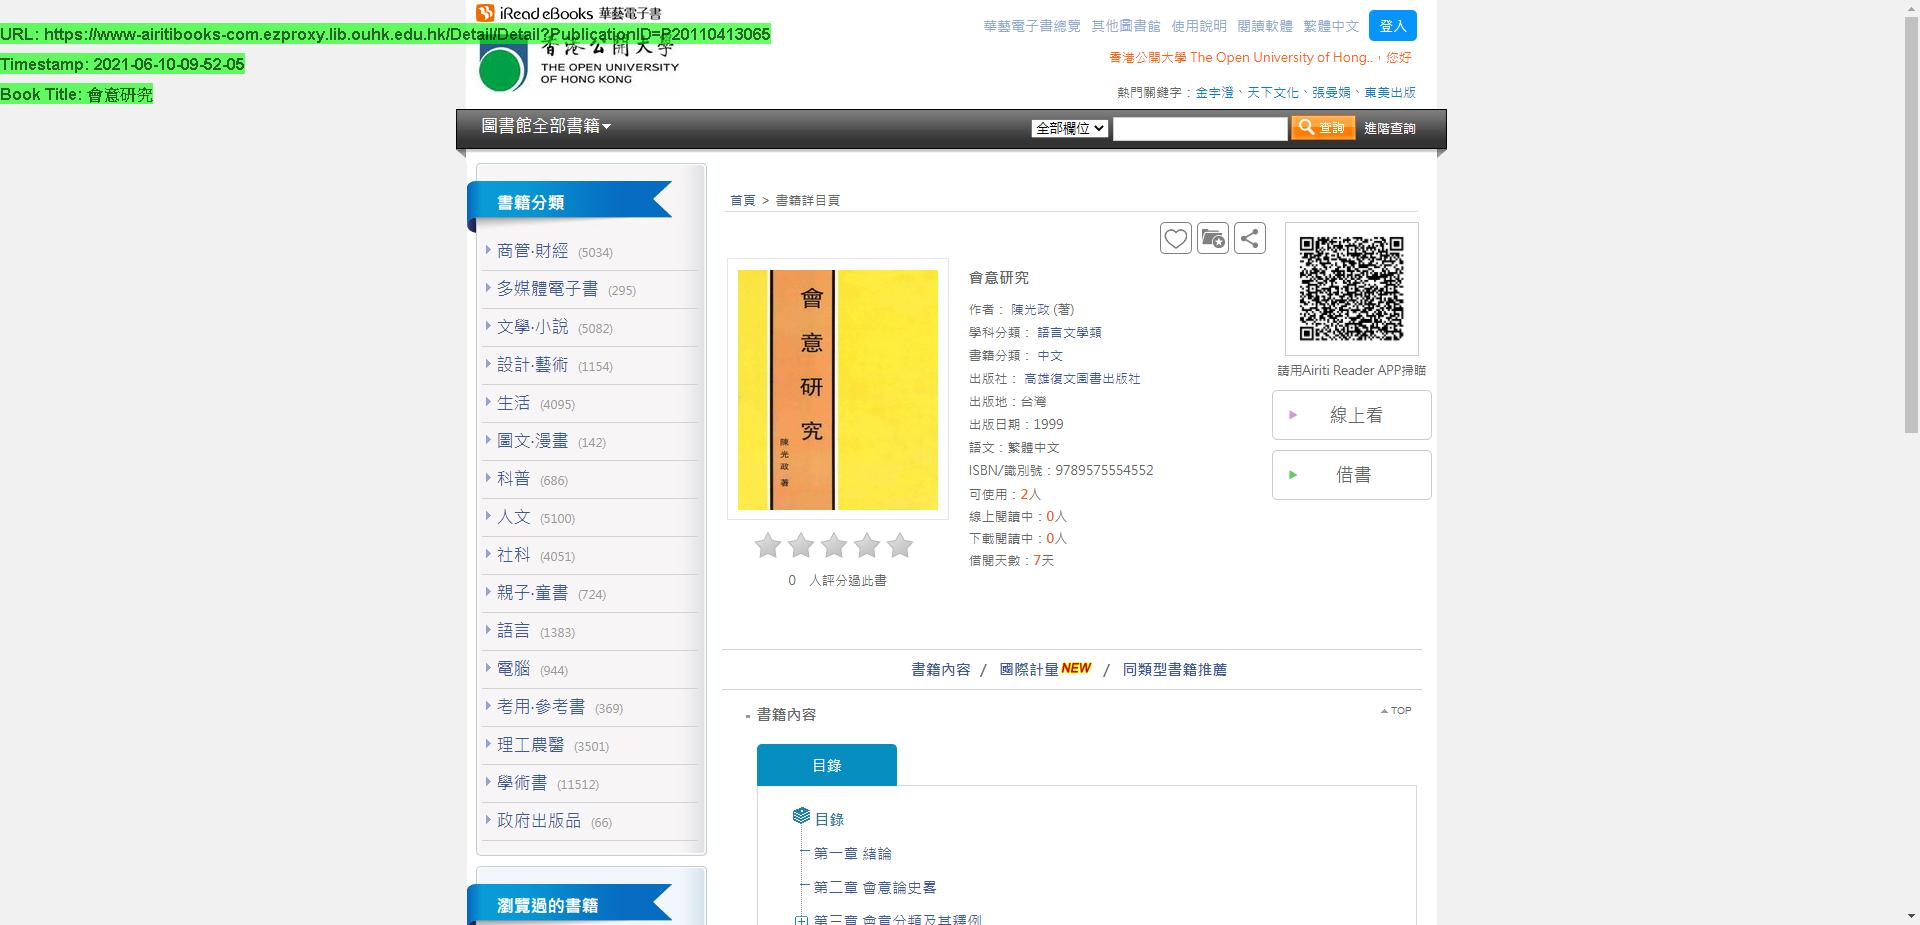 iRead eBooks 華藝電子書
URL: https://www-airitibooks-com.ezproxy.lib.ouhk.edu.hk/Detail/Detail?PublicationID=P20110413065
Timestamp: 2021-06-10-09-52-05
Book Title: 會意研究
香港公開大學
THE OPEN UNIVERSITY
OF HONG KONG
華藝電子書總覽 其他圖書館 使用說明 閱讀軟體 繁體中文 登入
香港公開大學 The Open University of Hong..，您好
熱門關鍵字：金宇澄、天下文化、張曼娟、東美出版
圖書館全部書籍 全部欄位 查詢 進階查詢
書籍分類
商管‧財經 (5034)
多媒體電子書 (295)
文學‧小說 (5082)
設計‧藝術 (1154)
生活 (4095)
圖文‧漫畫 (142)
科普 (686)
人文 (5100)
社科 (4051)
親子‧童書 (724)
語言 (1383)
電腦 (944)
考用‧參考書 (369)
理工農醫 (3501)
學術書 (11512)
政府出版品 (66)
瀏覽過的書籍
首頁 > 書籍詳目頁
會意研究
陳光政 著
0 人評分過此書
會意研究
作者： 陳光政 (著)
學科分類： 語言文學類
書籍分類： 中文
出版社： 高雄復文圖書出版社
出版地：台灣
出版日期：1999
語文：繁體中文
ISBN/識別號：9789575554552
可使用：2人
線上閱讀中：0人
下載閱讀中：0人
借閱天數：7天
請用Airiti Reader APP掃瞄
線上看
借書
書籍內容 / 國際計量NEW / 同類型書籍推薦
書籍內容
TOP
目錄
目錄
第一章 緒論
第二章 會意論史畧
第三章 會意分類及其釋例